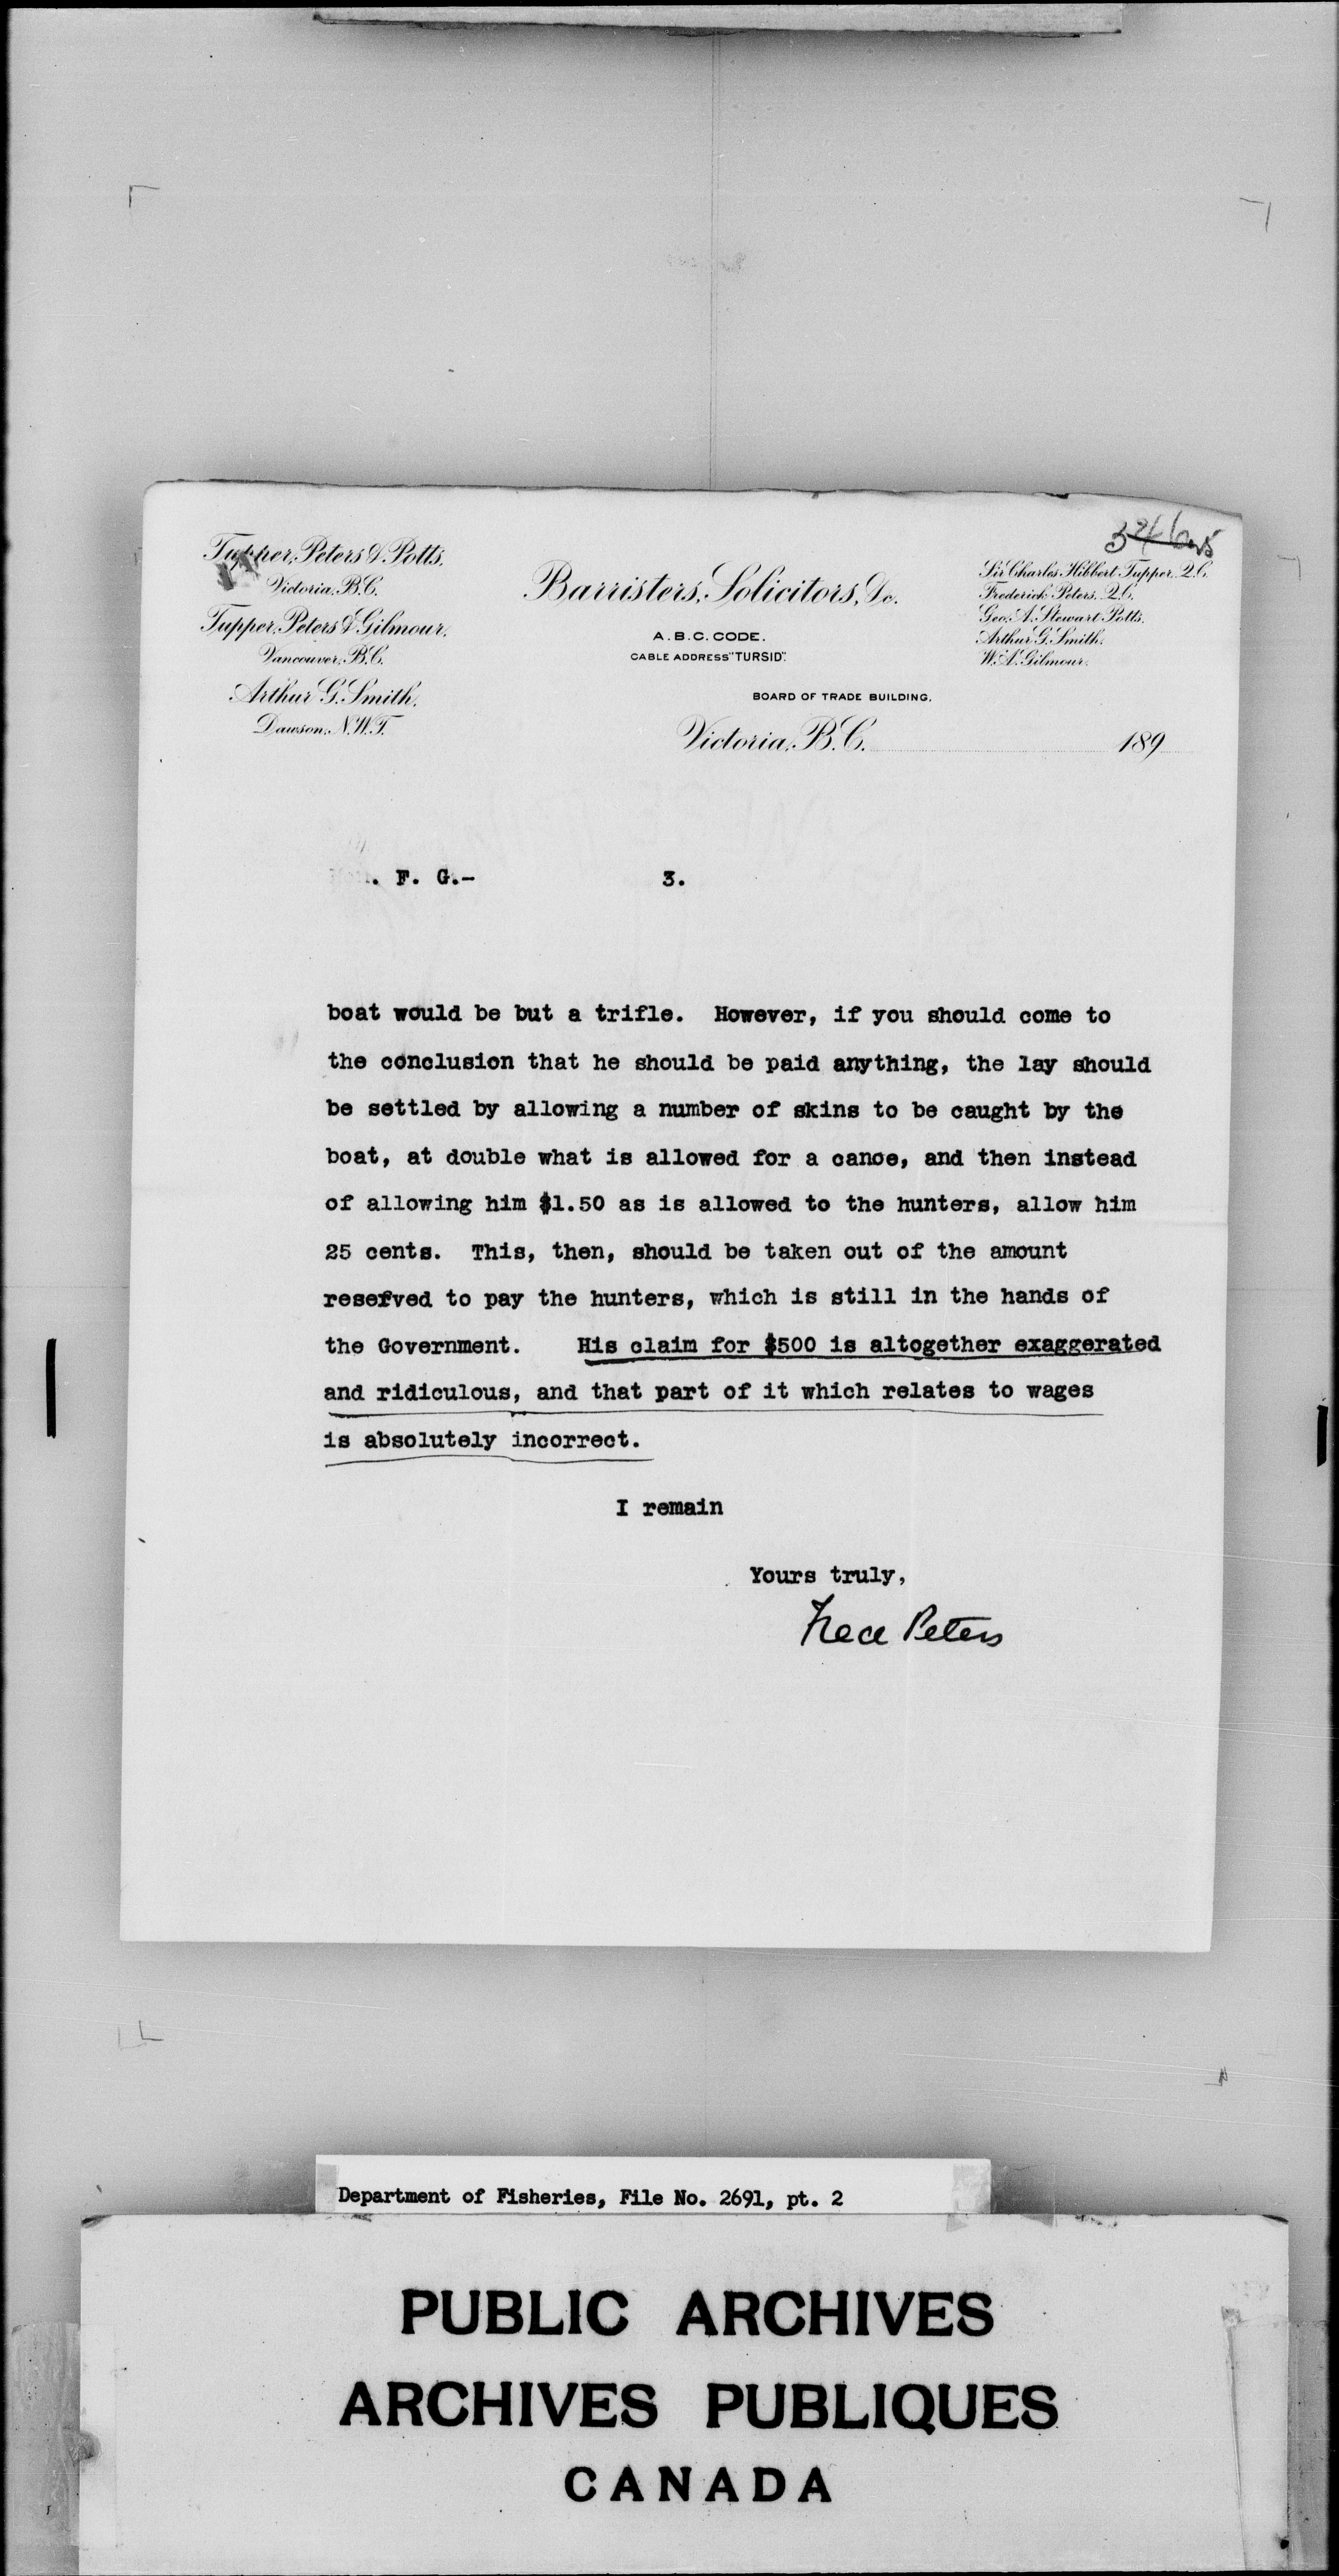 Tupper, Peters & Potts,
Victoria, B.C.
Tupper, Peters & Gilmour,
Vancouver, B.C.
Arthur G. Smith,
Dawson, N.W.T.
Barristers, Solicitors, &c.
A.B.C. CODE.
CABLE ADDRESS "TURSID".
Sir Charles Hibbert Tupper, Q.C.
Frederick Peters, Q.C.
Geo. A. Stewart Potts.
Arthur G. Smith.
W. A. Gilmour.
BOARD OF TRADE BUILDING.
Victoria, B.C. 189
. F. G.- 3.
boat would be but a trifle. However, if you should come to
the conclusion that he should be paid anything, the lay should
be settled by allowing a number of skins to be caught by the
boat, at double what is allowed for a canoe, and then instead
of allowing him $1.50 as is allowed to the hunters, allow him
25 cents. This, then, should be taken out of the amount
reserved to pay the hunters, which is still in the hands of
the Government. His claim for $500 is altogether exaggerated
and ridiculous, and that part of it which relates to wages
is absolutely incorrect.
I remain
Yours truly,
Fred Peters
Department of Fisheries, File No. 2691, pt. 2
PUBLIC ARCHIVES
ARCHIVES PUBLIQUES
CANADA